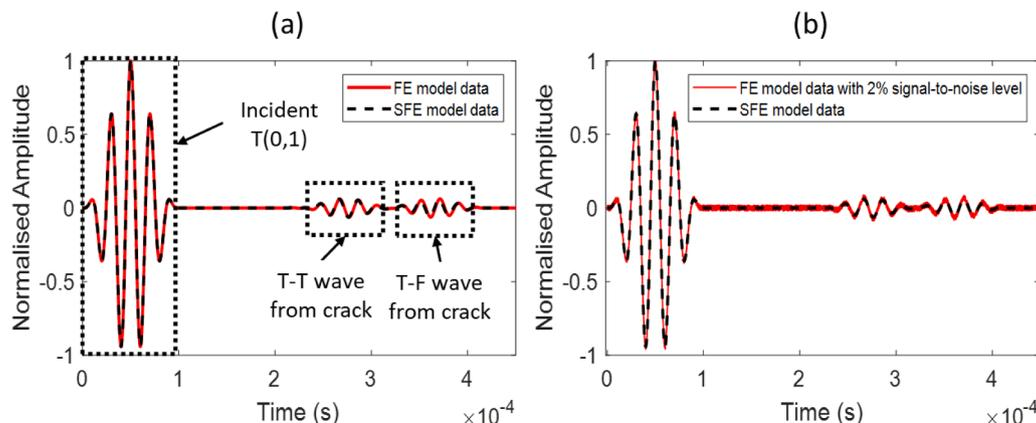 (a)
Normalised Amplitude
1
0.5
0
-0.5
-1
FE model data
SFE model data
Incident
T(0,1)
T-T wave
from crack
T-F wave
from crack
0 1 2 3 4
Time (s)
×10⁻⁴
(b)
Normalised Amplitude
1
0.5
0
-0.5
-1
FE model data with 2% signal-to-noise level
SFE model data
0 1 2 3 4
Time (s)
×10⁻⁴